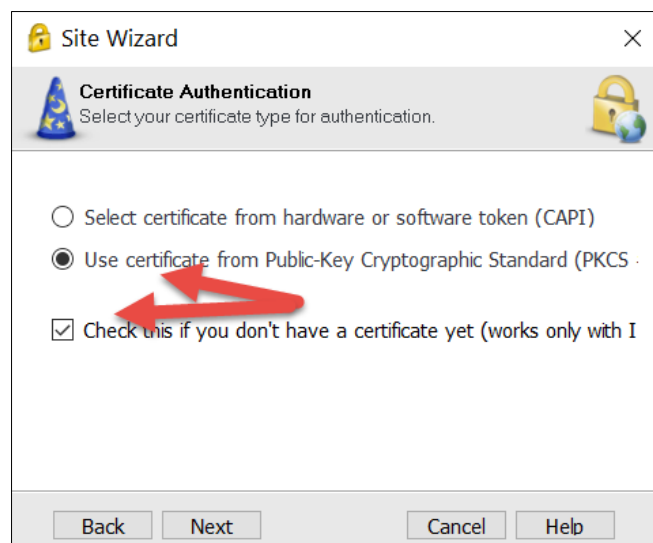 Site Wizard
Certificate Authentication
Select your certificate type for authentication.
Select certificate from hardware or software token (CAPI)
Use certificate from Public-Key Cryptographic Standard (PKCS -
Check this if you don't have a certificate yet (works only with I
Back Next Cancel Help